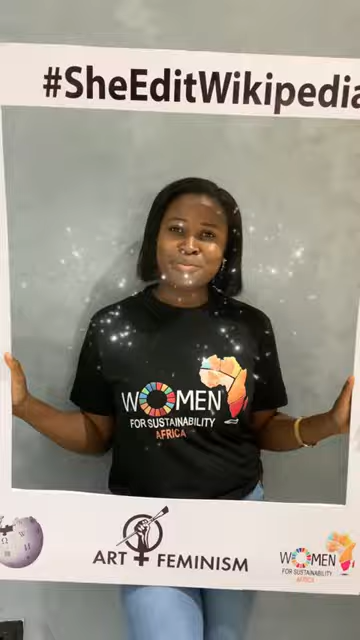 #SheEditWikipedia
WOMEN
FOR SUSTAINABILITY
AFRICA
Ω
W
ART FEMINISM
WOMEN
FOR SUSTAINABILITY
AFRICA